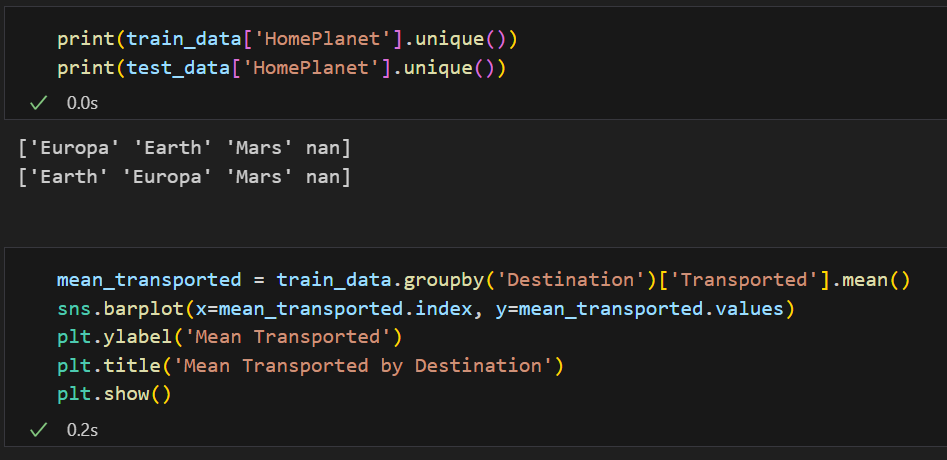 print(train_data['HomePlanet'].unique())
print(test_data['HomePlanet'].unique())
0.0s
['Europa' 'Earth' 'Mars' nan]
['Earth' 'Europa' 'Mars' nan]
mean_transported = train_data.groupby('Destination')['Transported'].mean()
sns.barplot(x=mean_transported.index, y=mean_transported.values)
plt.ylabel('Mean Transported')
plt.title('Mean Transported by Destination')
plt.show()
0.2s